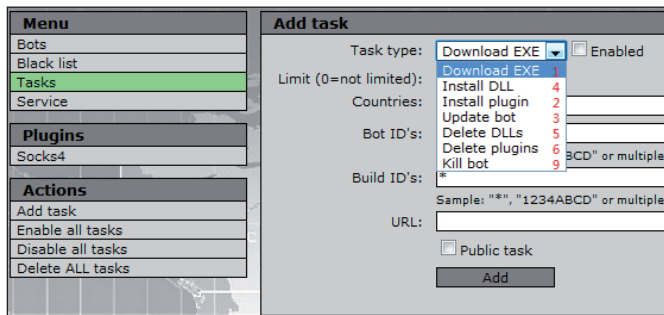 Menu
Bots
Black list
Tasks
Service
Plugins
Socks4
Actions
Add task
Enable all tasks
Disable all tasks
Delete ALL tasks
Add task
Task type: Download EXE Enabled
Download EXE 1
Limit (0=not limited): Install DLL 4
Countries: Install plugin 2
Update bot 3
Bot ID's: Delete DLLs 5
Delete plugins 6 BCD" or multiple
Kill bot 9
Build ID's: *
Sample: "*", "1234ABCD" or multiple
URL:
Public task
Add